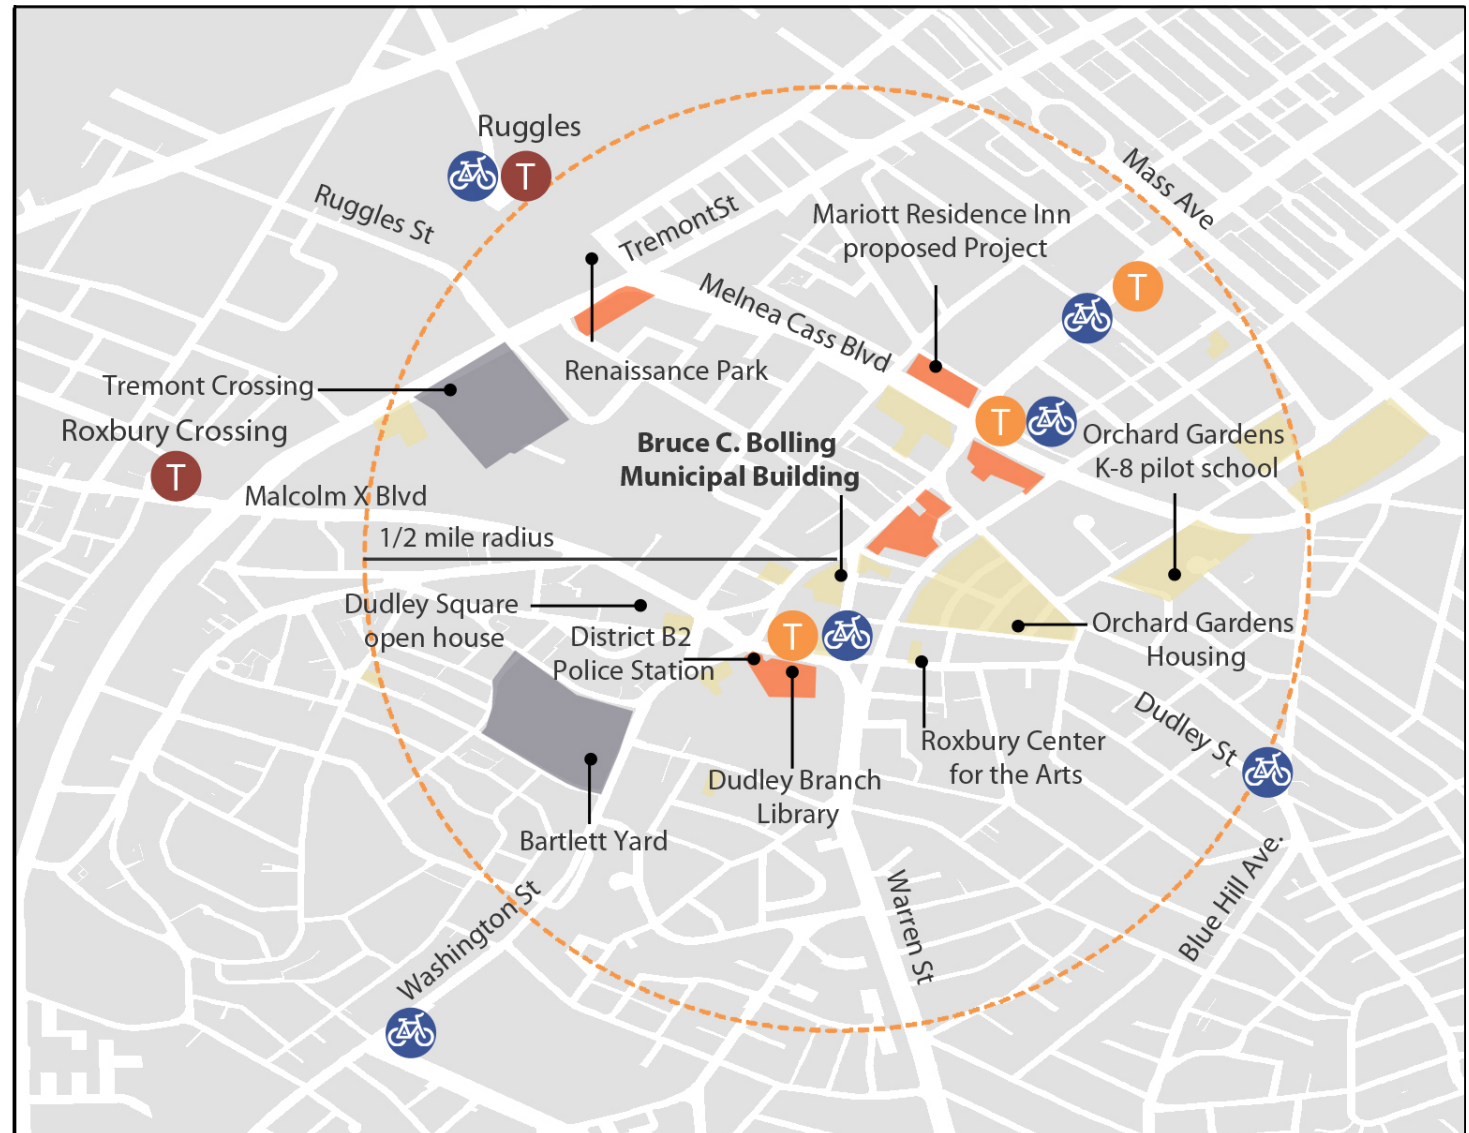 Ruggles
T
Ruggles St
TremontSt
Mass Ave
Mariott Residence Inn
proposed Project
T
Melnea Cass Blvd
Renaissance Park
Tremont Crossing
Roxbury Crossing
T
Malcolm X Blvd
Bruce C. Bolling
Municipal Building
T
Orchard Gardens
K-8 pilot school
1/2 mile radius
Dudley Square
open house
District B2
Police Station
T
Orchard Gardens
Housing
Roxbury Center
for the Arts
Dudley St
Dudley Branch
Library
Bartlett Yard
Washington St
Warren St
Blue Hill Ave.